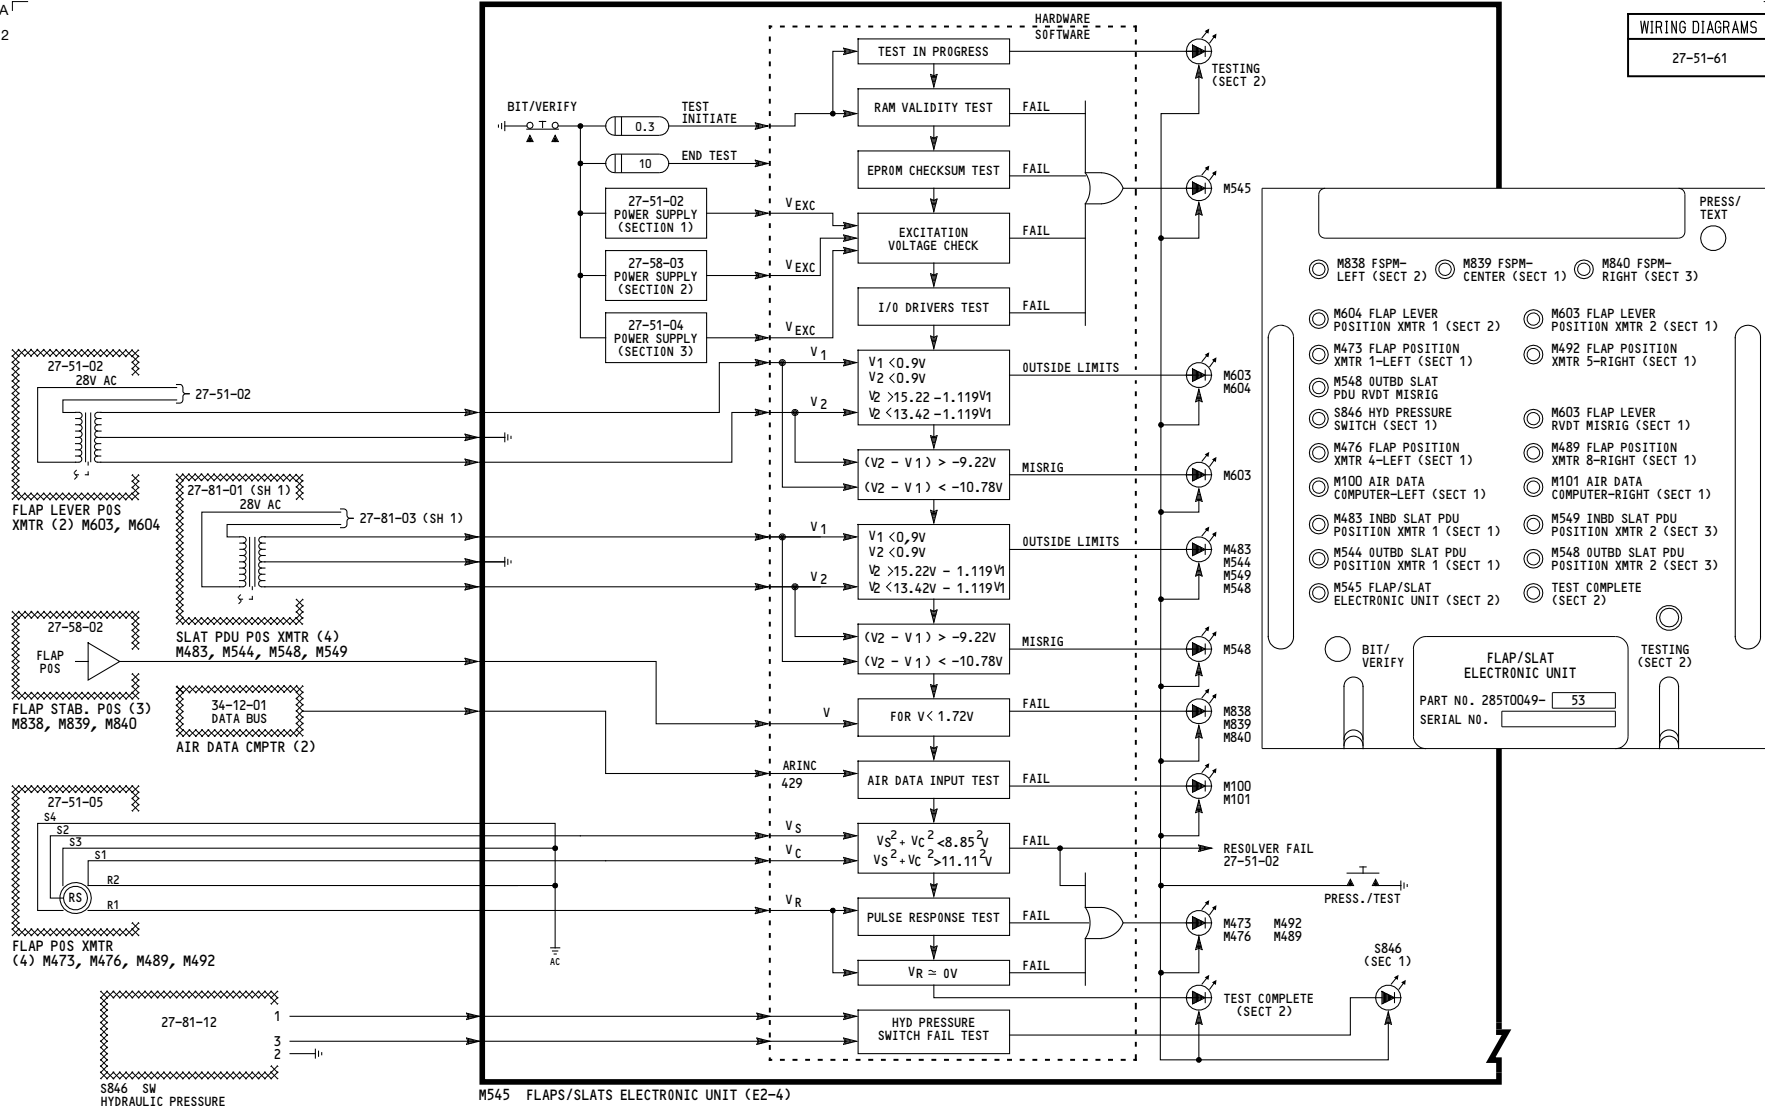 A
2
WIRING DIAGRAMS
27-51-61
HARDWARE
SOFTWARE
TEST IN PROGRESS
TESTING
(SECT 2)
BIT/VERIFY
0.3
TEST
INITIATE
RAM VALIDITY TEST
FAIL
10
END TEST
EPROM CHECKSUM TEST
FAIL
M545
27-51-02
POWER SUPPLY
(SECTION 1)
V EXC
EXCITATION
VOLTAGE CHECK
FAIL
27-58-03
POWER SUPPLY
(SECTION 2)
V EXC
I/O DRIVERS TEST
FAIL
27-51-04
POWER SUPPLY
(SECTION 3)
V EXC
27-51-02
28V AC
27-51-02
FLAP LEVER POS
XMTR (2) M603, M604
V1
V2
V1 <0.9V
V2 <0.9V
V2 >15.22 -1.119V1
V2 <13.42 -1.119V1
OUTSIDE LIMITS
M603
M604
(V2 - V1) > -9.22V
(V2 - V1) < -10.78V
MISRIG
M603
27-81-01 (SH 1)
28V AC
27-81-03 (SH 1)
SLAT PDU POS XMTR (4)
M483, M544, M548, M549
V1
V2
V1 <0,9V
V2 <0.9V
V2 >15.22V - 1.119V1
V2 <13.42V - 1.119V1
OUTSIDE LIMITS
M483
M544
M549
M548
(V2 - V1) > -9.22V
(V2 - V1) < -10.78V
MISRIG
M548
27-58-02
FLAP
POS
FLAP STAB. POS (3)
M838, M839, M840
V
FOR V< 1.72V
FAIL
M838
M839
M840
34-12-01
DATA BUS
AIR DATA CMPTR (2)
ARINC
429
AIR DATA INPUT TEST
FAIL
M100
M101
27-51-05
S4
S2
S3
S1
R2
R1
RS
FLAP POS XMTR
(4) M473, M476, M489, M492
AC
VS
VC
VS² + VC² <8.85²V
VS² + VC² >11.11²V
FAIL
RESOLVER FAIL
27-51-02
PRESS./TEST
VR
PULSE RESPONSE TEST
FAIL
M473 M492
M476 M489
VR ≃ 0V
FAIL
TEST COMPLETE
(SECT 2)
S846
(SEC 1)
27-81-12
1
3
2
S846 SW
HYDRAULIC PRESSURE
HYD PRESSURE
SWITCH FAIL TEST
M545 FLAPS/SLATS ELECTRONIC UNIT (E2-4)
PRESS/
TEXT
M838 FSPM-
LEFT (SECT 2)
M839 FSPM-
CENTER (SECT 1)
M840 FSPM-
RIGHT (SECT 3)
M604 FLAP LEVER
POSITION XMTR 1 (SECT 2)
M603 FLAP LEVER
POSITION XMTR 2 (SECT 1)
M473 FLAP POSITION
XMTR 1-LEFT (SECT 1)
M492 FLAP POSITION
XMTR 5-RIGHT (SECT 1)
M548 OUTBD SLAT
PDU RVDT MISRIG
S846 HYD PRESSURE
SWITCH (SECT 1)
M603 FLAP LEVER
RVDT MISRIG (SECT 1)
M476 FLAP POSITION
XMTR 4-LEFT (SECT 1)
M489 FLAP POSITION
XMTR 8-RIGHT (SECT 1)
M100 AIR DATA
COMPUTER-LEFT (SECT 1)
M101 AIR DATA
COMPUTER-RIGHT (SECT 1)
M483 INBD SLAT PDU
POSITION XMTR 1 (SECT 1)
M549 INBD SLAT PDU
POSITION XMTR 2 (SECT 3)
M544 OUTBD SLAT PDU
POSITION XMTR 1 (SECT 1)
M548 OUTBD SLAT PDU
POSITION XMTR 2 (SECT 3)
M545 FLAP/SLAT
ELECTRONIC UNIT (SECT 2)
TEST COMPLETE
(SECT 2)
BIT/
VERIFY
TESTING
(SECT 2)
FLAP/SLAT
ELECTRONIC UNIT
PART NO. 285T0049- 53
SERIAL NO.